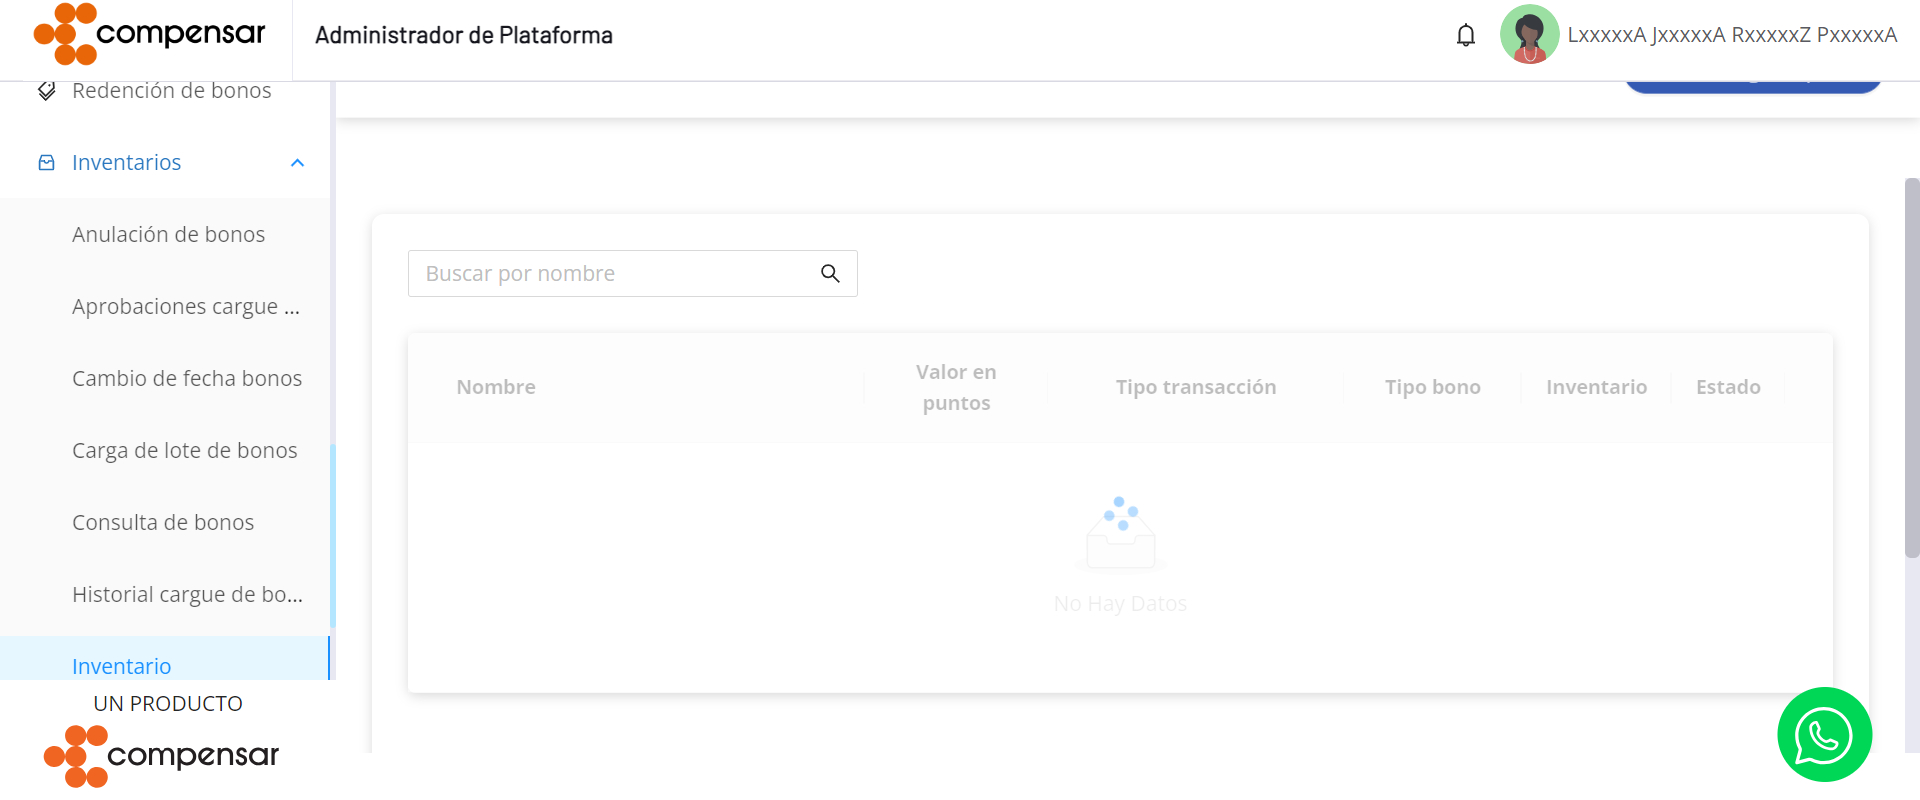 compensar
Administrador de Plataforma
LxxxxxA JxxxxxA RxxxxxZ PxxxxxA
Redención de bonos
Inventarios
Anulación de bonos
Aprobaciones cargue ...
Cambio de fecha bonos
Carga de lote de bonos
Consulta de bonos
Historial cargue de bo...
Inventario
UN PRODUCTO
compensar
Buscar por nombre
Nombre
Valor en
puntos
Tipo transacción
Tipo bono
Inventario
Estado
No Hay Datos